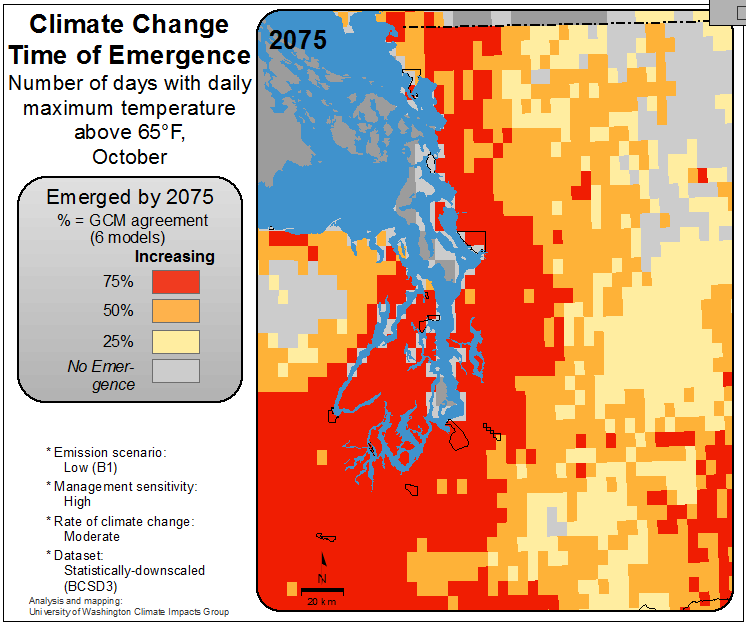 Climate Change
Time of Emergence
Number of days with daily
maximum temperature
above 65°F,
October
Emerged by 2075
% = GCM agreement
(6 models)
Increasing
75%
50%
25%
No Emer-
gence
* Emission scenario:
Low (B1)
* Management sensitivity:
High
* Rate of climate change:
Moderate
* Dataset:
Statistically-downscaled
(BCSD3)
Analysis and mapping:
University of Washington Climate Impacts Group
2075
N
20 km